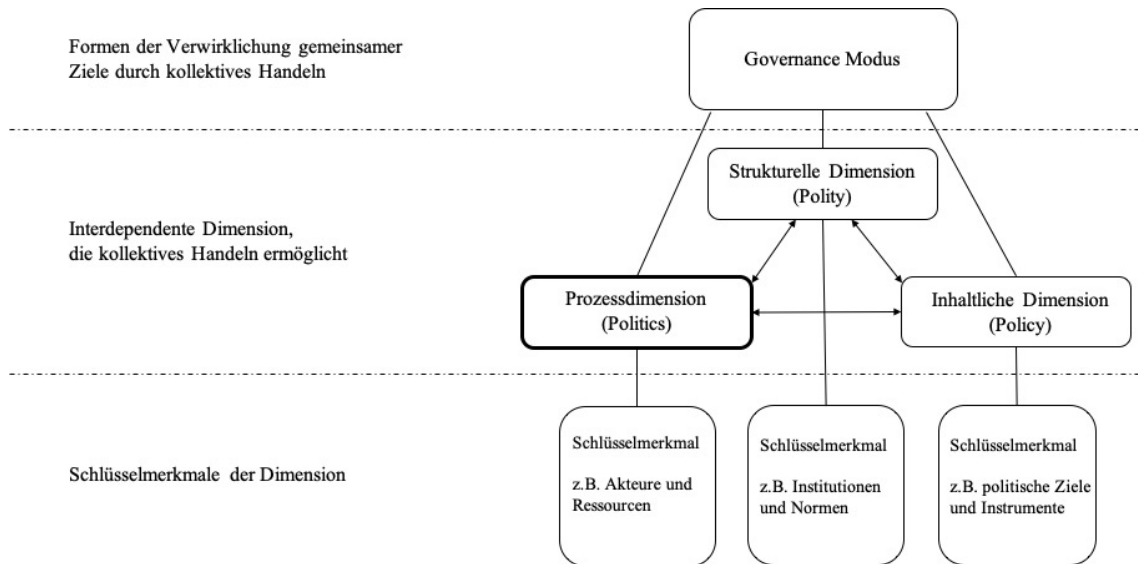 Formen der Verwirklichung gemeinsamer
Ziele durch kollektives Handeln
Governance Modus
Strukturelle Dimension
(Polity)
Interdependente Dimension,
die kollektives Handeln ermöglicht
Prozessdimension
(Politics)
Inhaltliche Dimension
(Policy)
Schlüsselmerkmale der Dimension
Schlüsselmerkmal
z.B. Akteure und
Ressourcen
Schlüsselmerkmal
z.B. Institutionen
und Normen
Schlüsselmerkmal
z.B. politische Ziele
und Instrumente